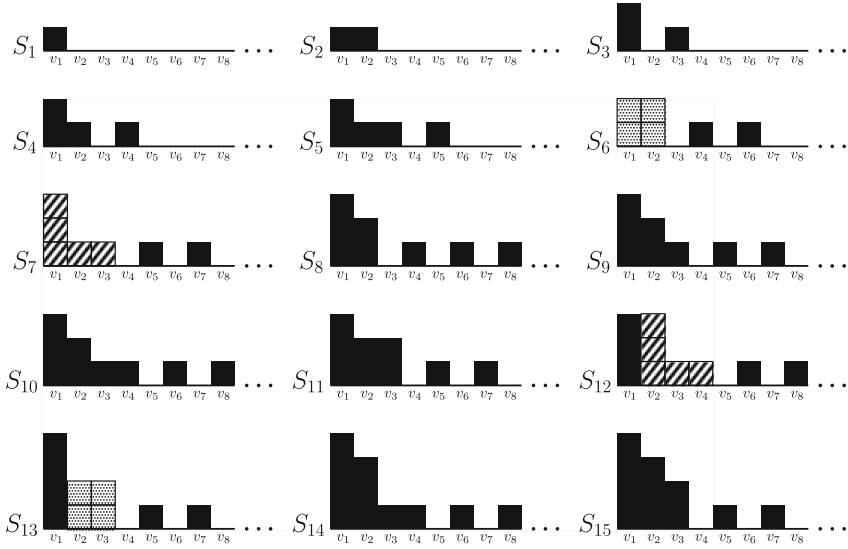 S₁ v₁ v₂ v₃ v₄ v₅ v₆ v₇ v₈ ··· S₂ v₁ v₂ v₃ v₄ v₅ v₆ v₇ v₈ ··· S₃ v₁ v₂ v₃ v₄ v₅ v₆ v₇ v₈ ···
S₄ v₁ v₂ v₃ v₄ v₅ v₆ v₇ v₈ ··· S₅ v₁ v₂ v₃ v₄ v₅ v₆ v₇ v₈ ··· S₆ v₁ v₂ v₃ v₄ v₅ v₆ v₇ v₈ ···
S₇ v₁ v₂ v₃ v₄ v₅ v₆ v₇ v₈ ··· S₈ v₁ v₂ v₃ v₄ v₅ v₆ v₇ v₈ ··· S₉ v₁ v₂ v₃ v₄ v₅ v₆ v₇ v₈ ···
S₁₀ v₁ v₂ v₃ v₄ v₅ v₆ v₇ v₈ ··· S₁₁ v₁ v₂ v₃ v₄ v₅ v₆ v₇ v₈ ··· S₁₂ v₁ v₂ v₃ v₄ v₅ v₆ v₇ v₈ ···
S₁₃ v₁ v₂ v₃ v₄ v₅ v₆ v₇ v₈ ··· S₁₄ v₁ v₂ v₃ v₄ v₅ v₆ v₇ v₈ ··· S₁₅ v₁ v₂ v₃ v₄ v₅ v₆ v₇ v₈ ···